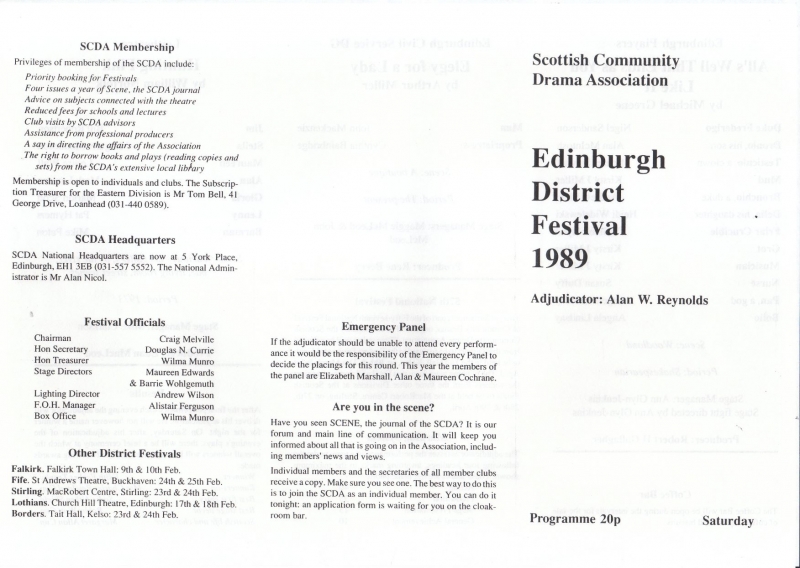 SCDA Membership
Privileges of membership of the SCDA include:
Priority booking for Festivals
Four issues a year of Scene, the SCDA journal
Advice on subjects connected with the theatre
Reduced fees for schools and lectures
Club visits by SCDA advisors
Assistance from professional producers
A say in directing the affairs of the Association
The right to borrow books and plays (reading copies and
sets) from the SCDA's extensive local library
Membership is open to individuals and clubs. The Subscrip-
tion Treasurer for the Eastern Division is Mr Tom Bell, 41
George Drive, Loanhead (031-440 0589).
SCDA Headquarters
SCDA National Headquarters are now at 5 York Place,
Edinburgh, EH1 3EB (031-557 5552). The National Admin-
istrator is Mr Alan Nicol.
Festival Officials
Chairman Craig Melville
Hon Secretary Douglas N. Currie
Hon Treasurer Wilma Munro
Stage Directors Maureen Edwards
& Barrie Wohlgemuth
Lighting Director Andrew Wilson
F.O.H. Manager Alistair Ferguson
Box Office Wilma Munro
Other District Festivals
Falkirk. Falkirk Town Hall: 9th & 10th Feb.
Fife. St Andrews Theatre, Buckhaven: 24th & 25th Feb.
Stirling. MacRobert Centre, Stirling: 23rd & 24th Feb.
Lothians. Church Hill Theatre, Edinburgh: 17th & 18th Feb.
Borders. Tait Hall, Kelso: 23rd & 24th Feb.
Emergency Panel
If the adjudicator should be unable to attend every perform-
ance it would be the responsibility of the Emergency Panel to
decide the placings for this round. This year the members of
the panel are Elizabeth Marshall, Alan & Maureen Cochrane.
Are you in the scene?
Have you seen SCENE, the journal of the SCDA? It is our
forum and main line of communication. It will keep you
informed about all that is going on in the Association, includ-
ing members' news and views.
Individual members and the secretaries of all member clubs
receive a copy. Make sure you see one. The best way to do this
is to join the SCDA as an individual member. You can do it
tonight: an application form is waiting for you on the cloak-
room bar.
Scottish Community
Drama Association
Edinburgh
District
Festival
1989
Adjudicator: Alan W. Reynolds
Programme 20p Saturday